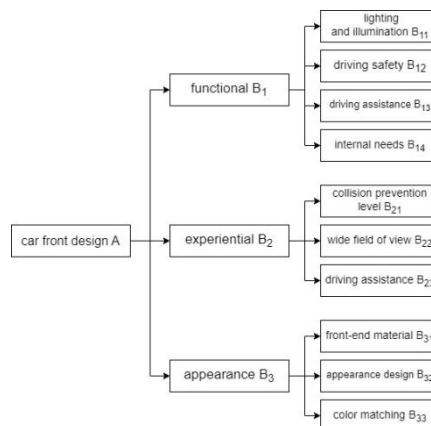 lighting
and illumination B11
functional B1
driving safety B12
driving assistance B13
internal needs B14
collision prevention
level B21
car front design A
experiential B2
wide field of view B22
driving assistance B23
front-end material B31
appearance B3
appearance design B32
color matching B33